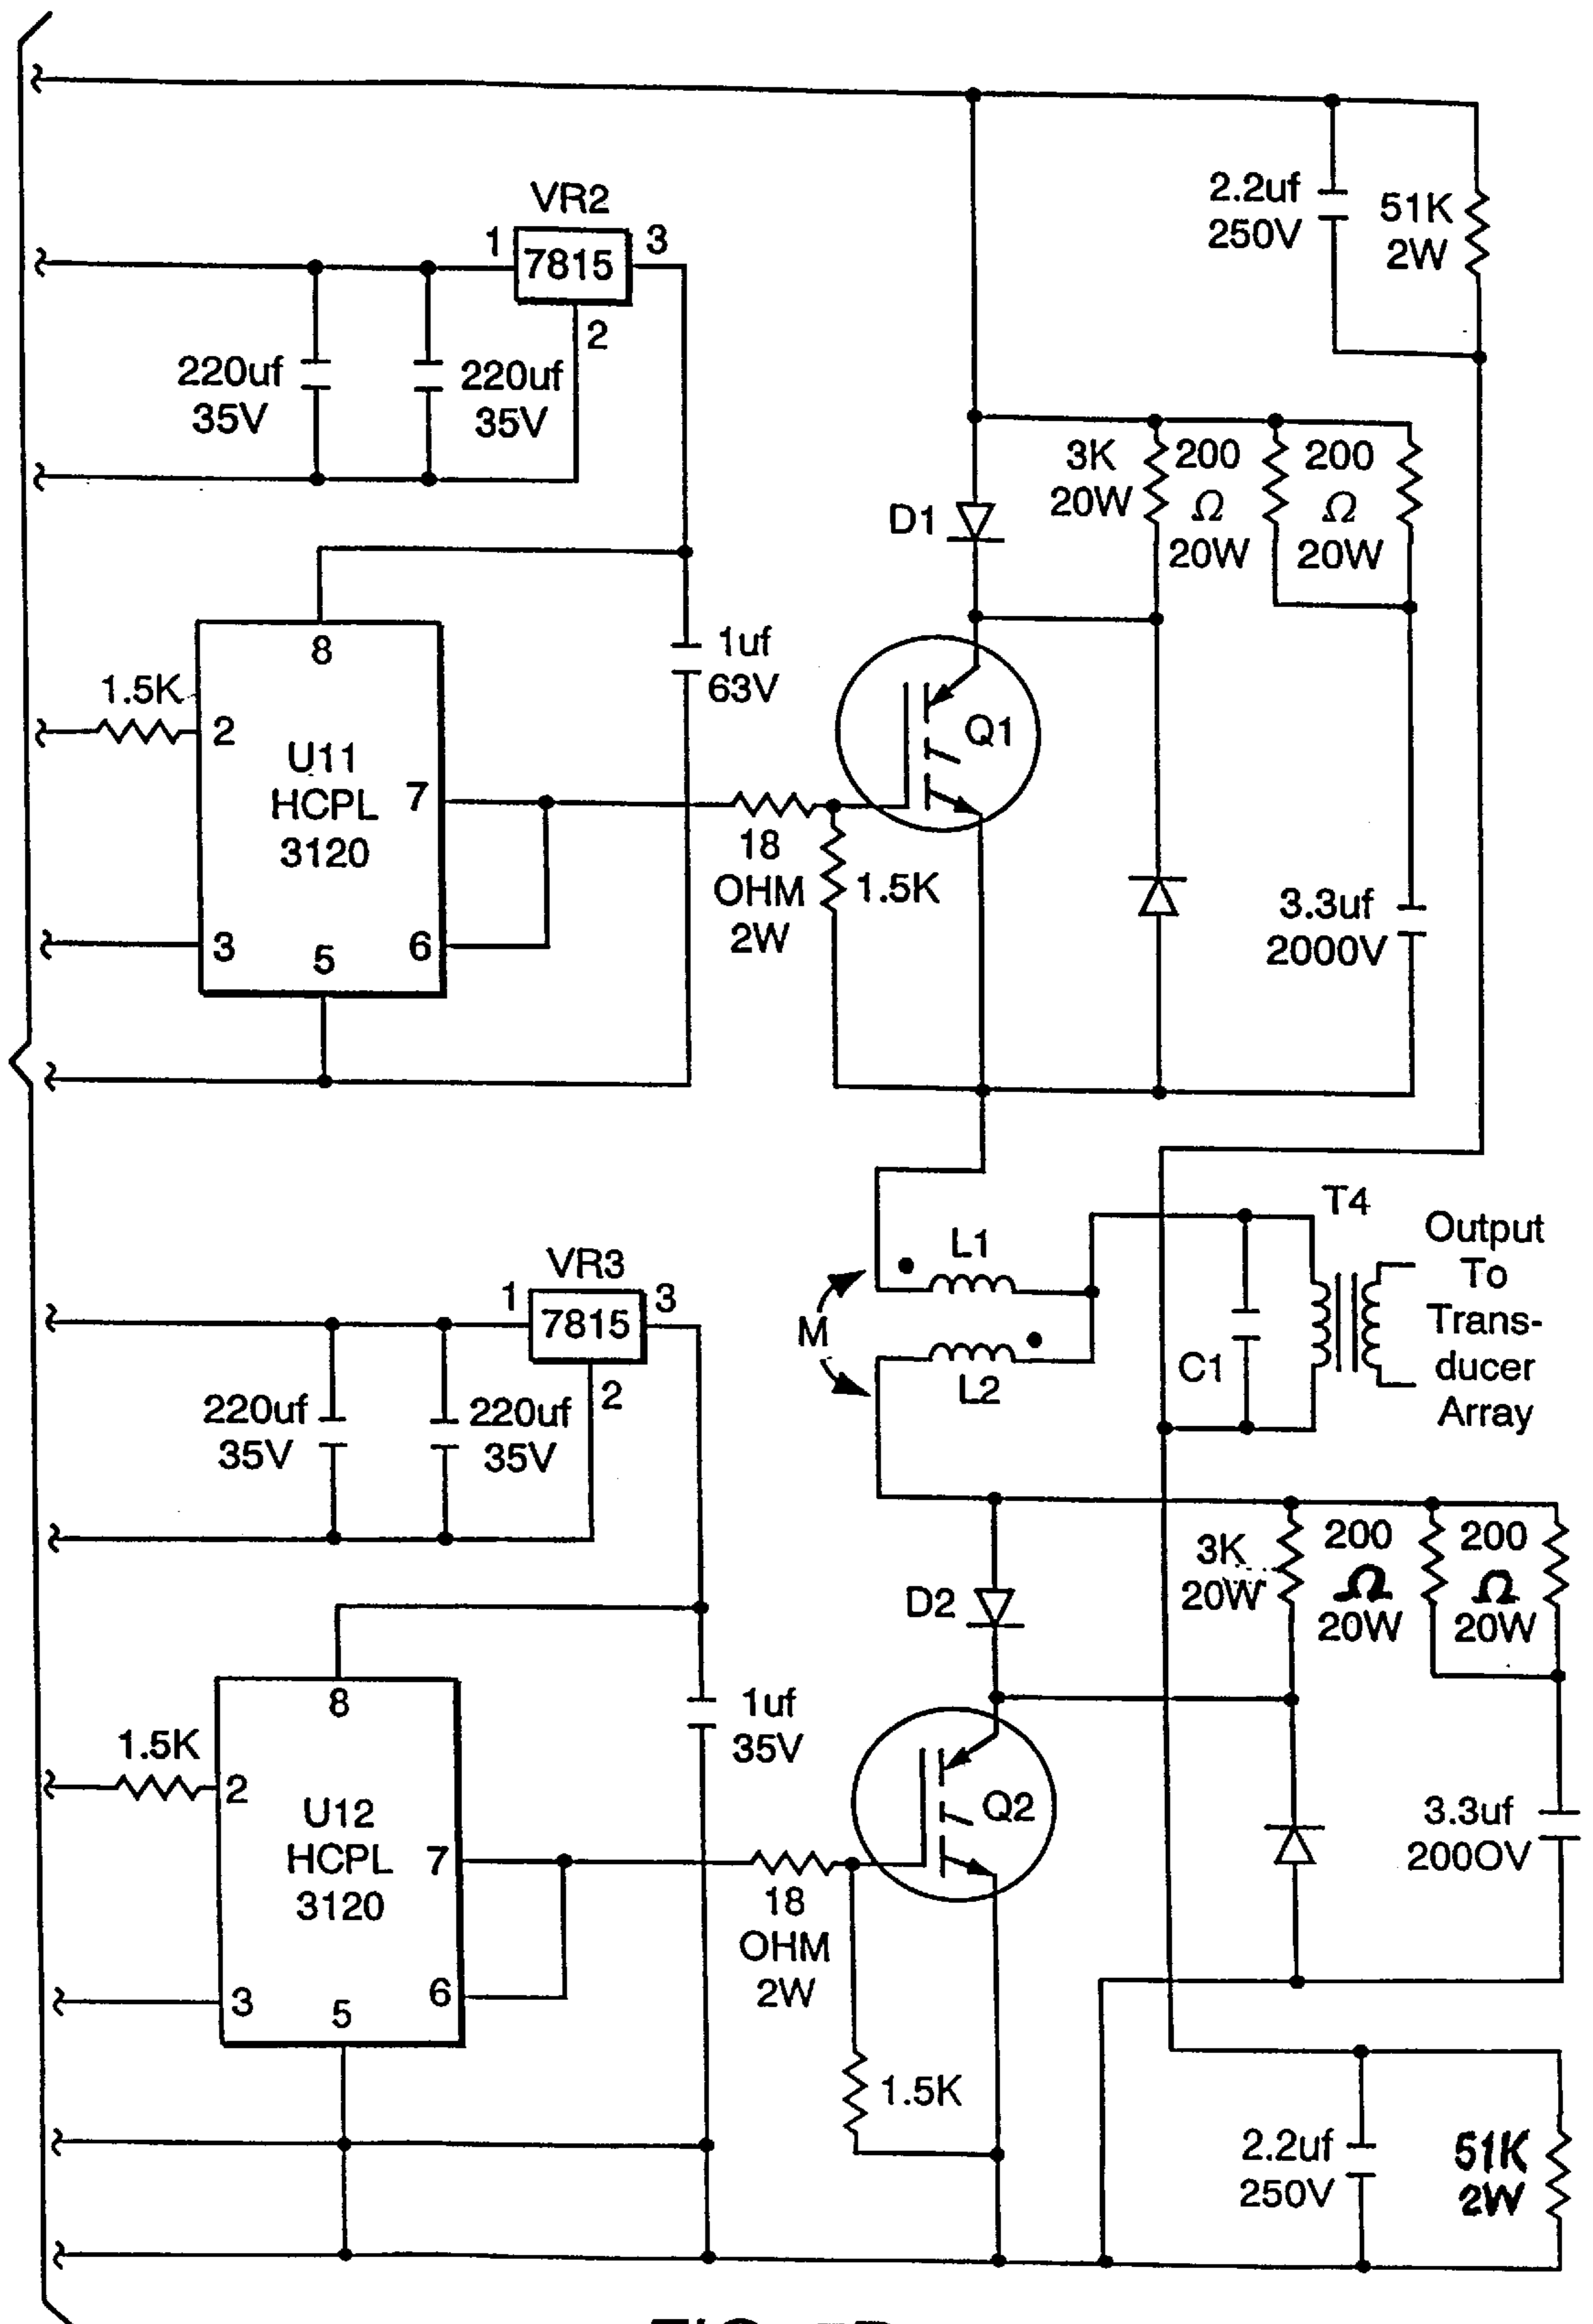 2.2uf
250V
51K
2W
VR2
1
7815
3
2
220uf
35V
220uf
35V
3K
20W
200
Ω
20W
200
Ω
20W
D1
8
1uf
63V
1.5K
2
U11
HCPL
3120
7
Q1
18
OHM
2W
1.5K
3
5
6
3.3uf
2000V
T4
Output
To
Trans-
ducer
Array
L1
M
L2
C1
VR3
1
7815
3
2
220uf
35V
220uf
35V
3K
20W
200
Ω
20W
200
Ω
20W
D2
8
1uf
35V
1.5K
2
U12
HCPL
3120
7
Q2
18
OHM
2W
3.3uf
200OV
3
5
6
1.5K
2.2uf
250V
51K
2W